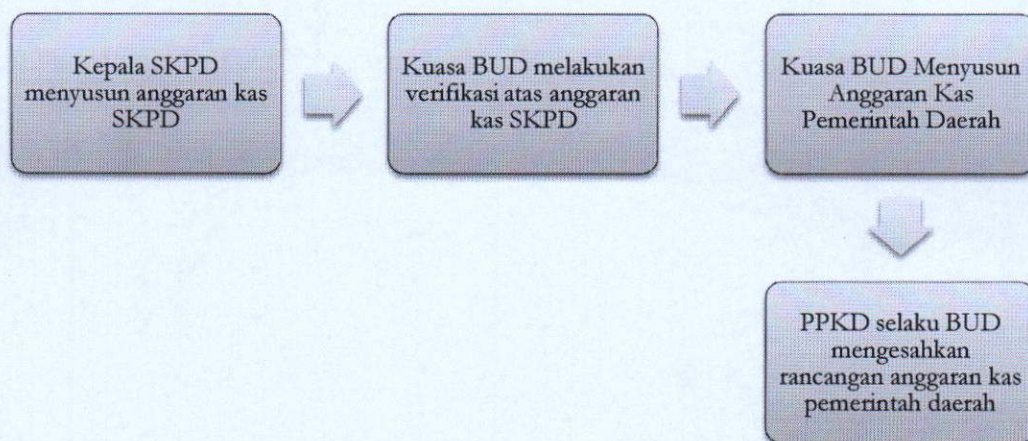 Kepala SKPD
menyusun anggaran kas
SKPD
Kuasa BUD melakukan
verifikasi atas anggaran
kas SKPD
Kuasa BUD Menyusun
Anggaran Kas
Pemerintah Daerah
PPKD selaku BUD
mengesahkan
rancangan anggaran kas
pemerintah daerah